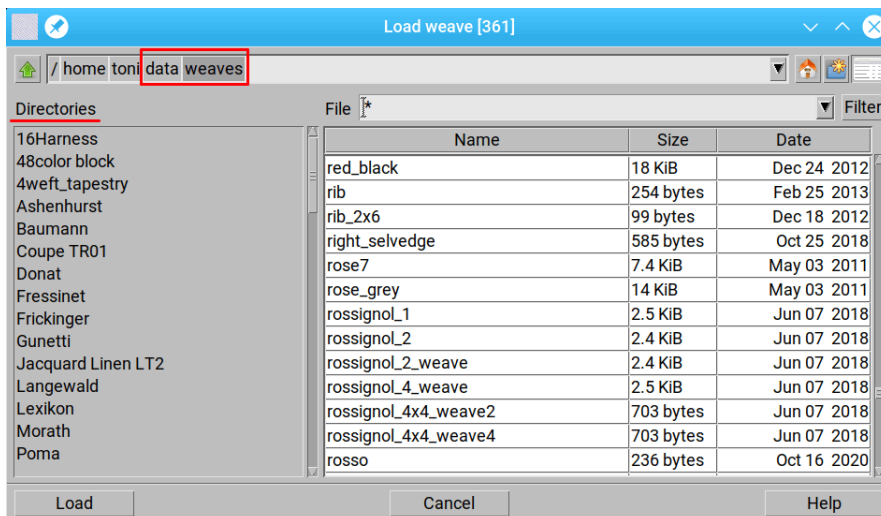 Load weave [361]
/ home toni data weaves
Directories
File * Filter
16Harness
48color block
4weft_tapestry
Ashenhurst
Baumann
Coupe TR01
Donat
Fressinet
Frickinger
Gunetti
Jacquard Linen LT2
Langewald
Lexikon
Morath
Poma
Name Size Date
red_black 18 KiB Dec 24 2012
rib 254 bytes Feb 25 2013
rib_2x6 99 bytes Dec 18 2012
right_selvedge 585 bytes Oct 25 2018
rose7 7.4 KiB May 03 2011
rose_grey 14 KiB May 03 2011
rossignol_1 2.5 KiB Jun 07 2018
rossignol_2 2.4 KiB Jun 07 2018
rossignol_2_weave 2.4 KiB Jun 07 2018
rossignol_4_weave 2.5 KiB Jun 07 2018
rossignol_4x4_weave2 703 bytes Jun 07 2018
rossignol_4x4_weave4 703 bytes Jun 07 2018
rosso 236 bytes Oct 16 2020
Load Cancel Help